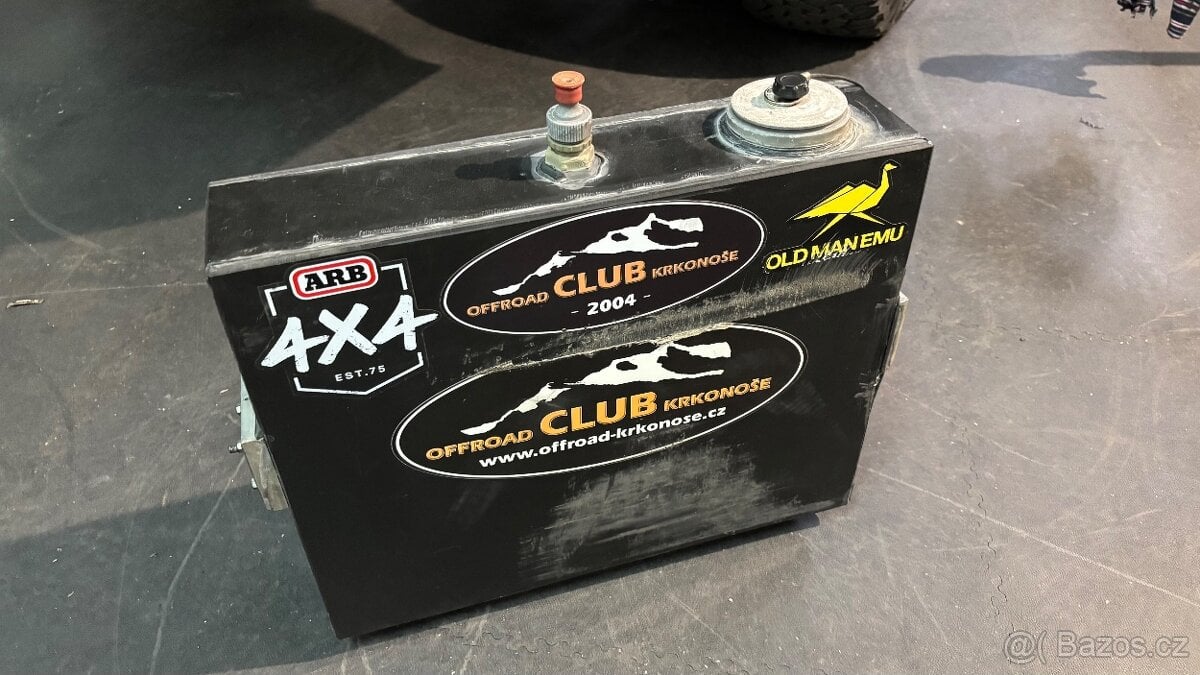 ARB
4X4
EST.75
OFFROAD CLUB KRKONOŠE
- 2004 -
OLD MAN EMU
OFFROAD CLUB KRKONOŠE
www.offroad-krkonose.cz
@( Bazos.cz